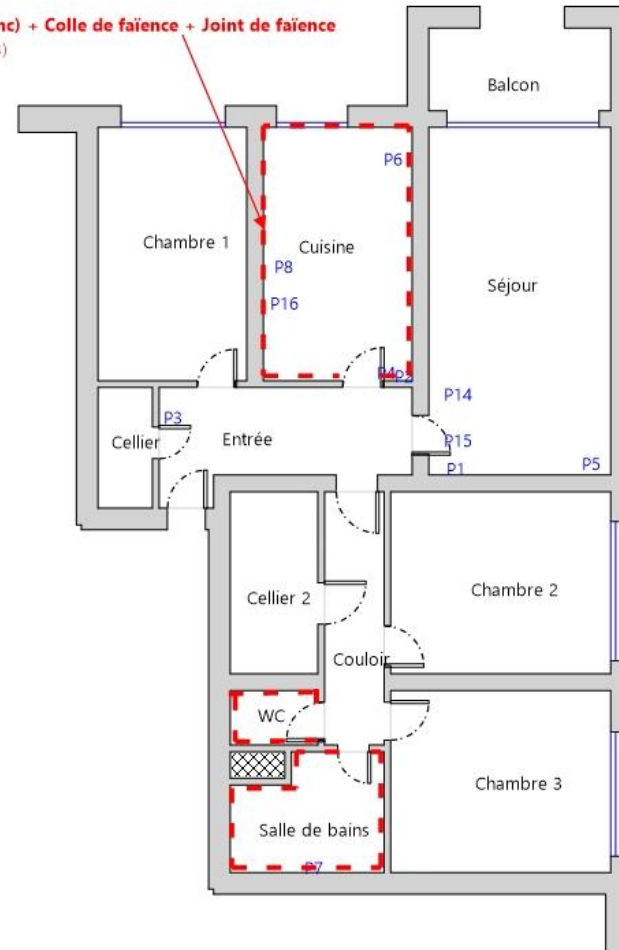 nc) + Colle de faïence + Joint de faïence
Balcon
P6
Chambre 1
Cuisine
P8
Séjour
P16
P4
P2
P14
P3
Cellier
Entrée
P15
P1
P5
Cellier 2
Chambre 2
Couloir
WC
Chambre 3
Salle de bains
P7